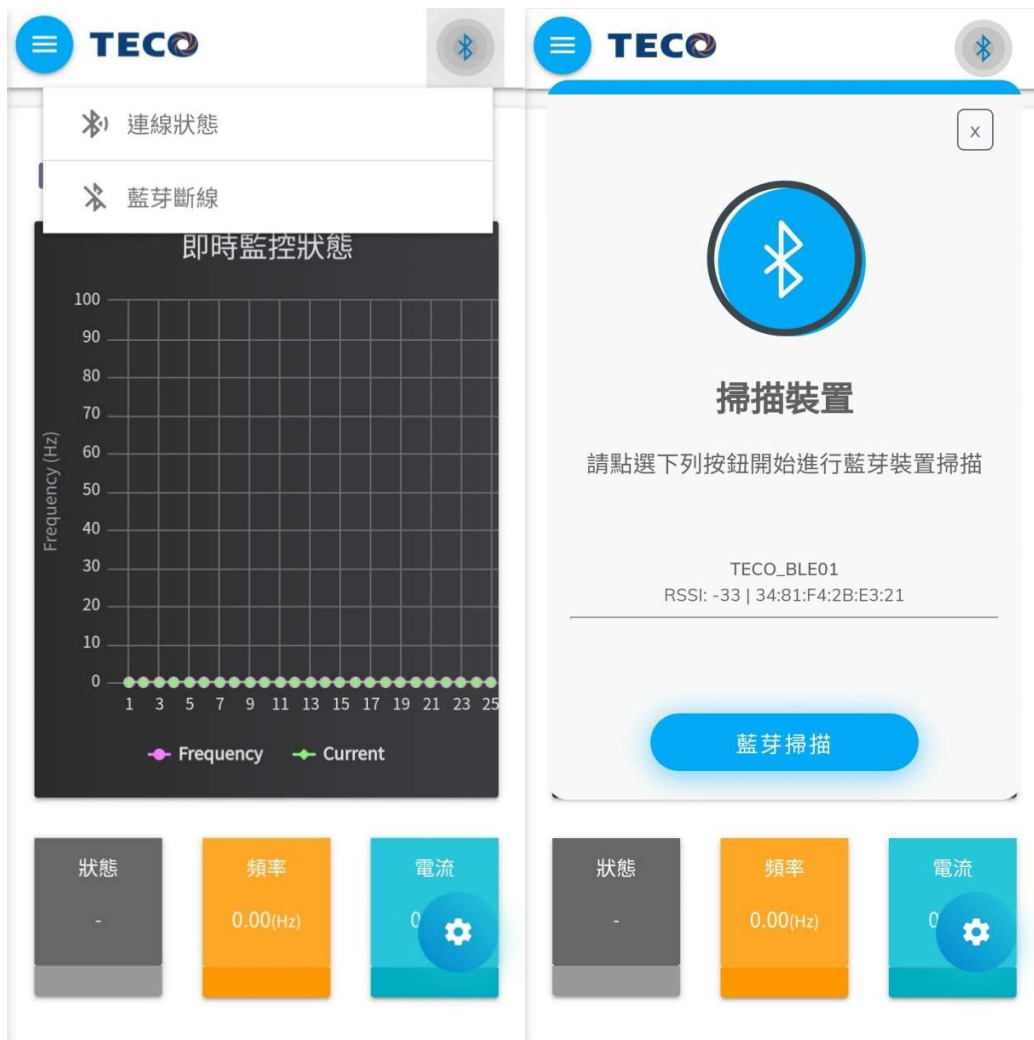 TECO
連線狀態
藍芽斷線
即時監控狀態
100
90
80
70
60
50
40
30
20
10
0
Frequency (Hz)
1 3 5 7 9 11 13 15 17 19 21 23 25
Frequency Current
狀態
-
頻率
0.00(Hz)
電流
0
TECO
x
掃描裝置
請點選下列按鈕開始進行藍芽裝置掃描
TECO_BLE01
RSSI: -33 | 34:81:F4:2B:E3:21
藍芽掃描
狀態
-
頻率
0.00(Hz)
電流
0